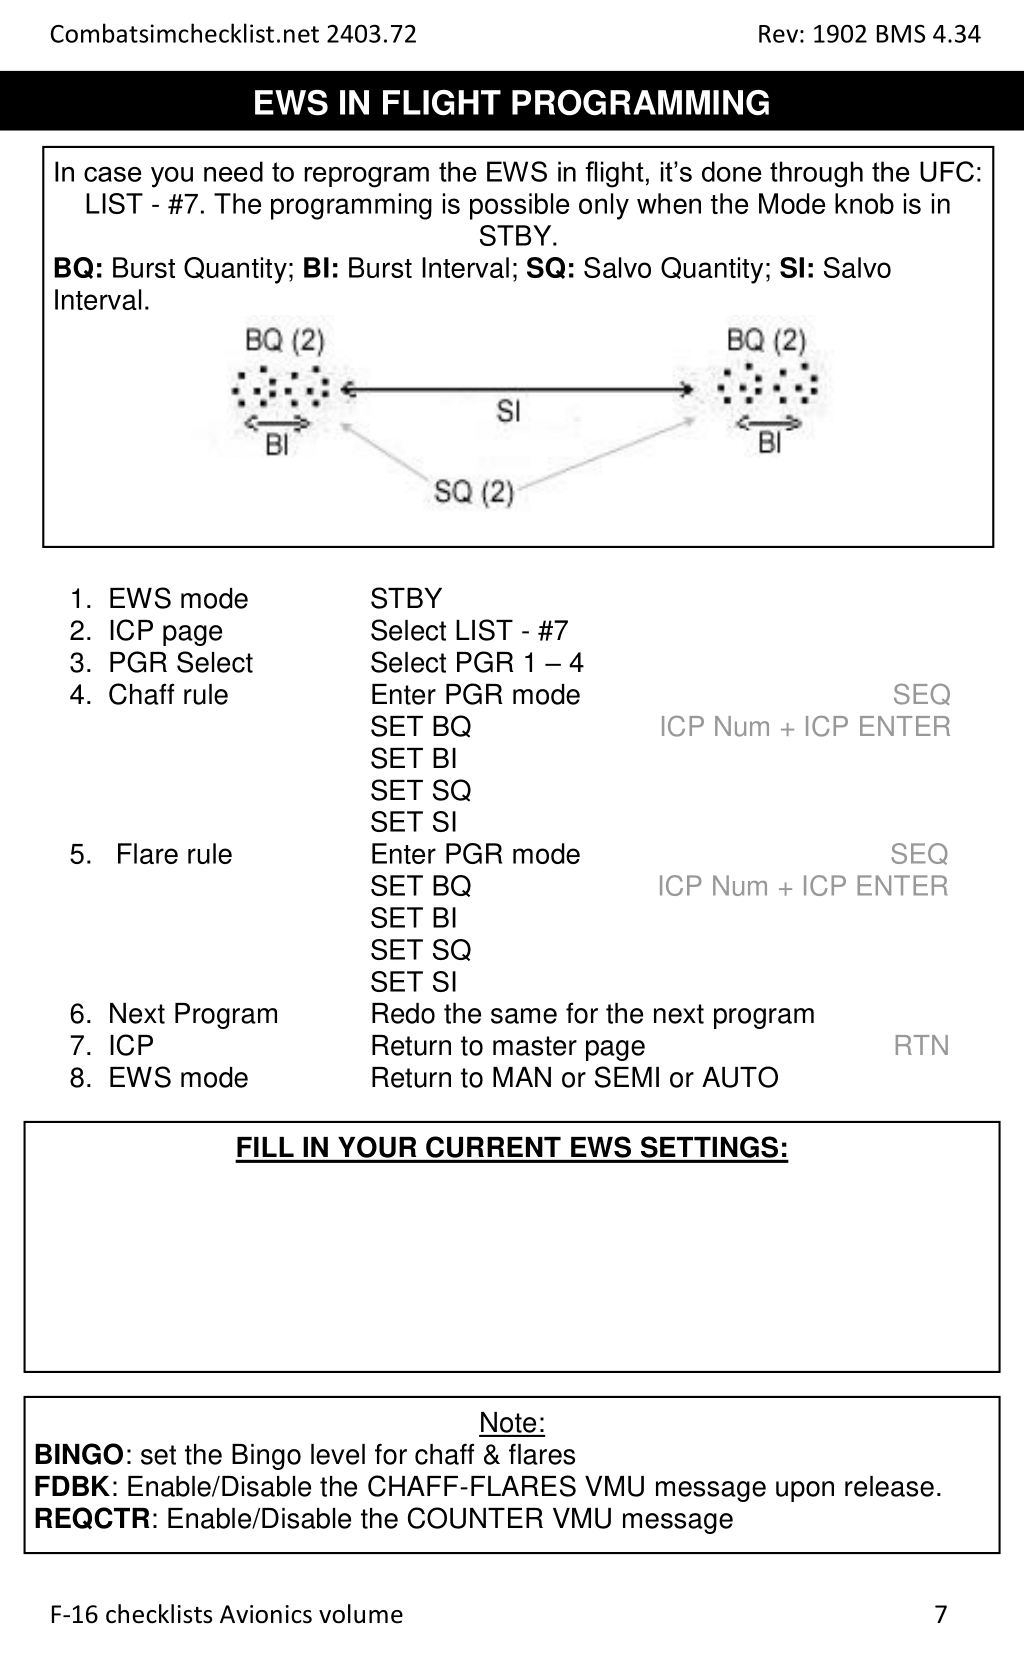 Combatsimchecklist.net 2403.72 Rev: 1902 BMS 4.34
EWS IN FLIGHT PROGRAMMING
In case you need to reprogram the EWS in flight, it’s done through the UFC:
LIST - #7. The programming is possible only when the Mode knob is in
STBY.
BQ: Burst Quantity; BI: Burst Interval; SQ: Salvo Quantity; SI: Salvo
Interval.
BQ (2) BQ (2)
SI
BI BI
SQ (2)
1. EWS mode STBY
2. ICP page Select LIST - #7
3. PGR Select Select PGR 1 – 4
4. Chaff rule Enter PGR mode SEQ
SET BQ ICP Num + ICP ENTER
SET BI
SET SQ
SET SI
5. Flare rule Enter PGR mode SEQ
SET BQ ICP Num + ICP ENTER
SET BI
SET SQ
SET SI
6. Next Program Redo the same for the next program
7. ICP Return to master page RTN
8. EWS mode Return to MAN or SEMI or AUTO
FILL IN YOUR CURRENT EWS SETTINGS:
Note:
BINGO: set the Bingo level for chaff & flares
FDBK: Enable/Disable the CHAFF-FLARES VMU message upon release.
REQCTR: Enable/Disable the COUNTER VMU message
F-16 checklists Avionics volume 7